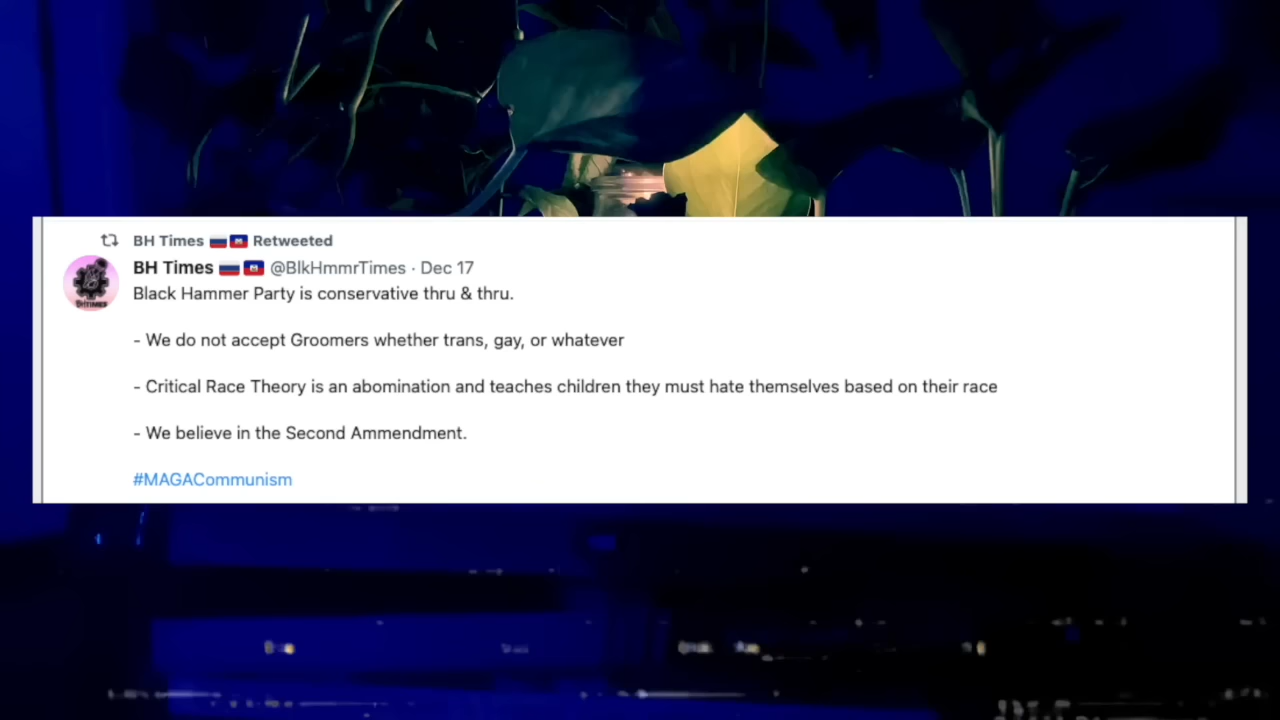 BH Times 🇷🇺🇭🇹 Retweeted
BH Times 🇷🇺🇭🇹 @BlkHmmrTimes · Dec 17
Black Hammer Party is conservative thru & thru.
- We do not accept Groomers whether trans, gay, or whatever
- Critical Race Theory is an abomination and teaches children they must hate themselves based on their race
- We believe in the Second Ammendment.
#MAGACommunism